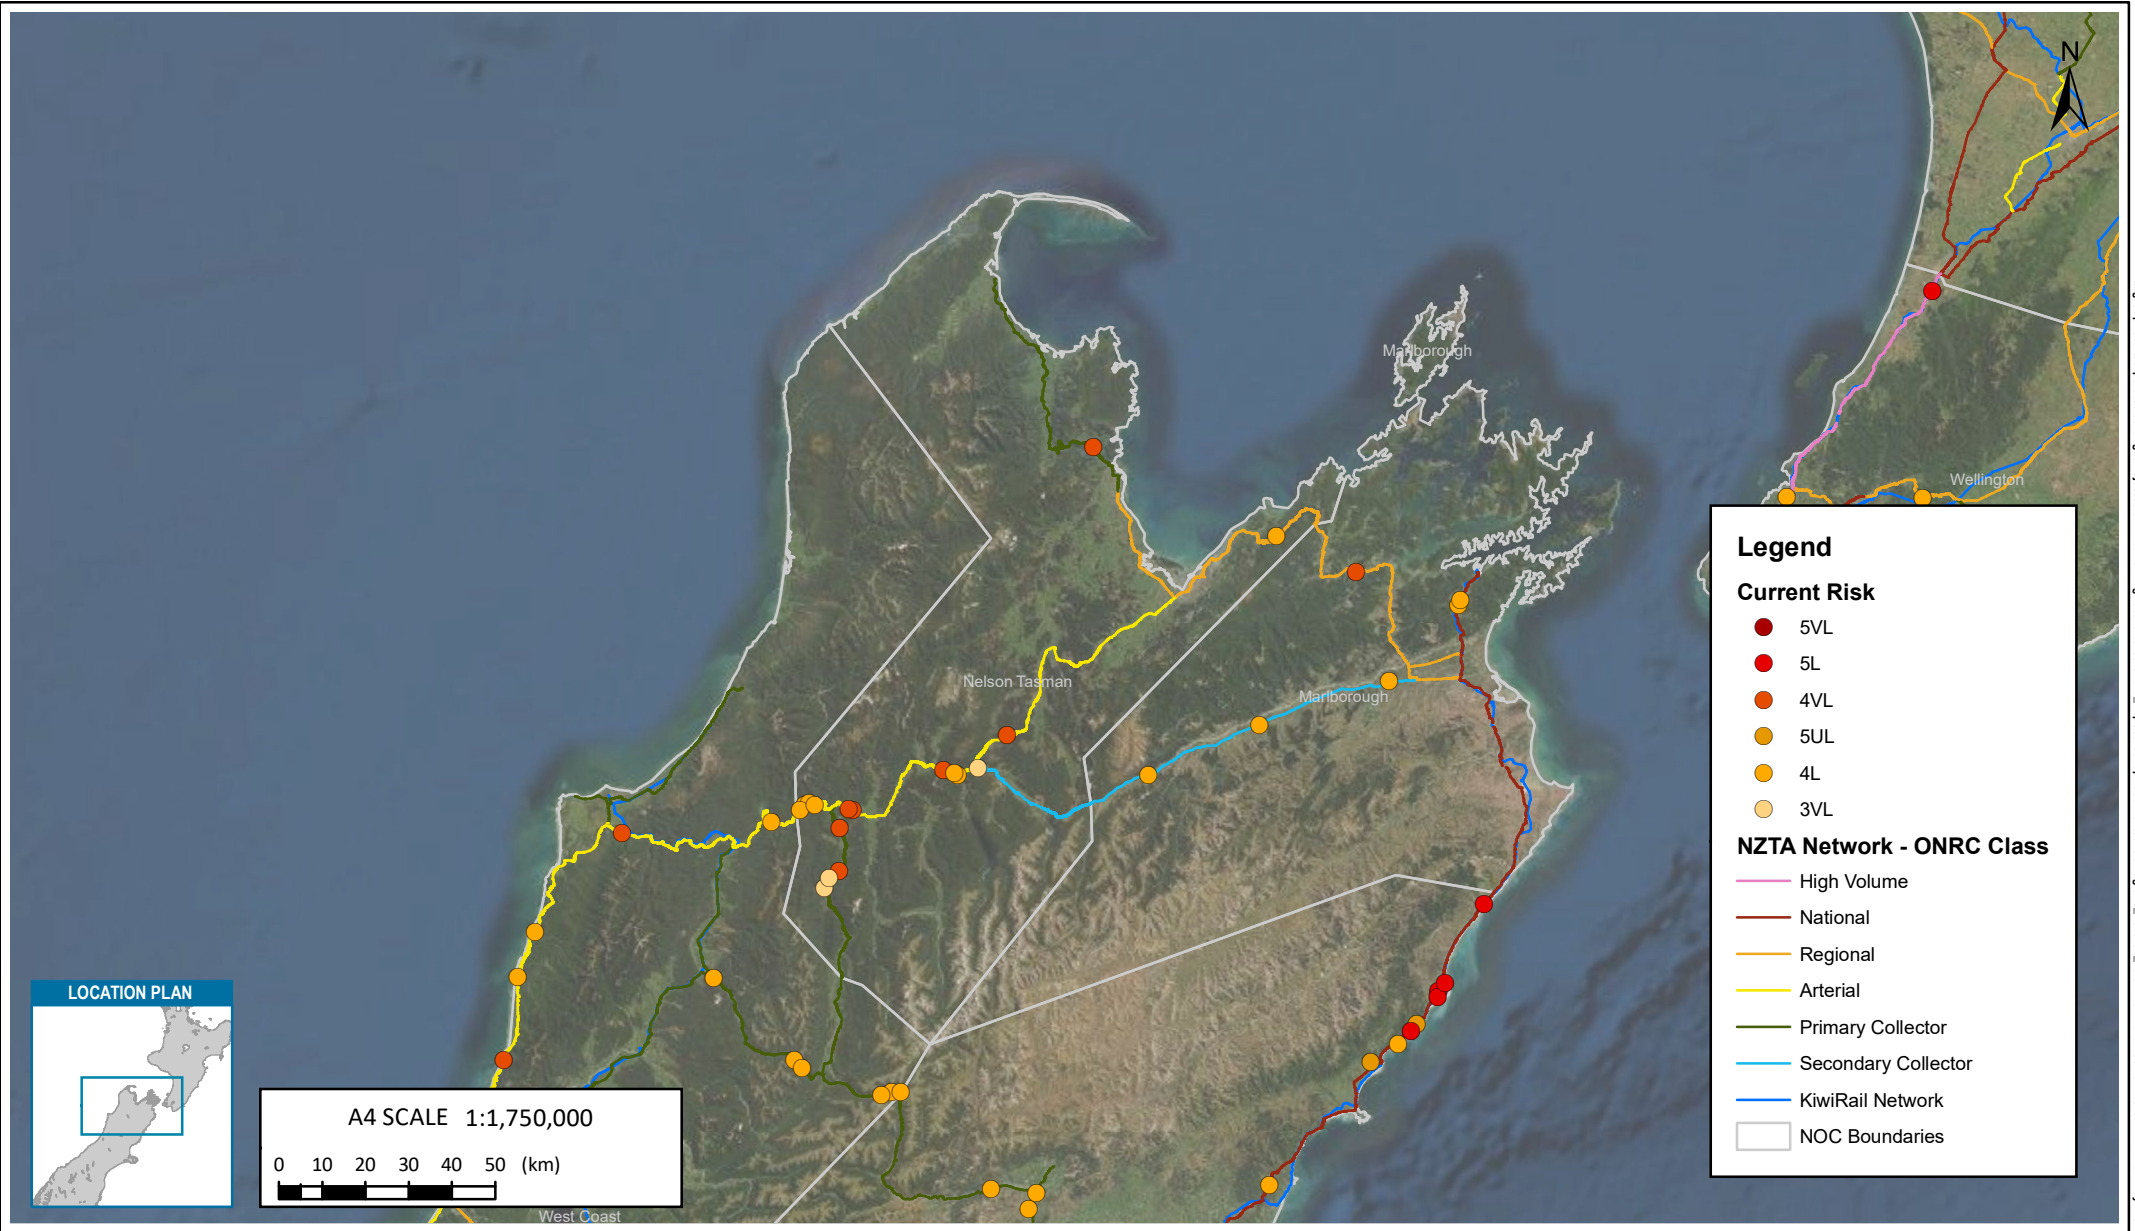 N
Marlborough
Wellington
Nelson Tasman
Marlborough
West Coast
Legend
Current Risk
5VL
5L
4VL
5UL
4L
3VL
NZTA Network - ONRC Class
High Volume
National
Regional
Arterial
Primary Collector
Secondary Collector
KiwiRail Network
NOC Boundaries
LOCATION PLAN
A4 SCALE 1:1,750,000
0 10 20 30 40 50 (km)